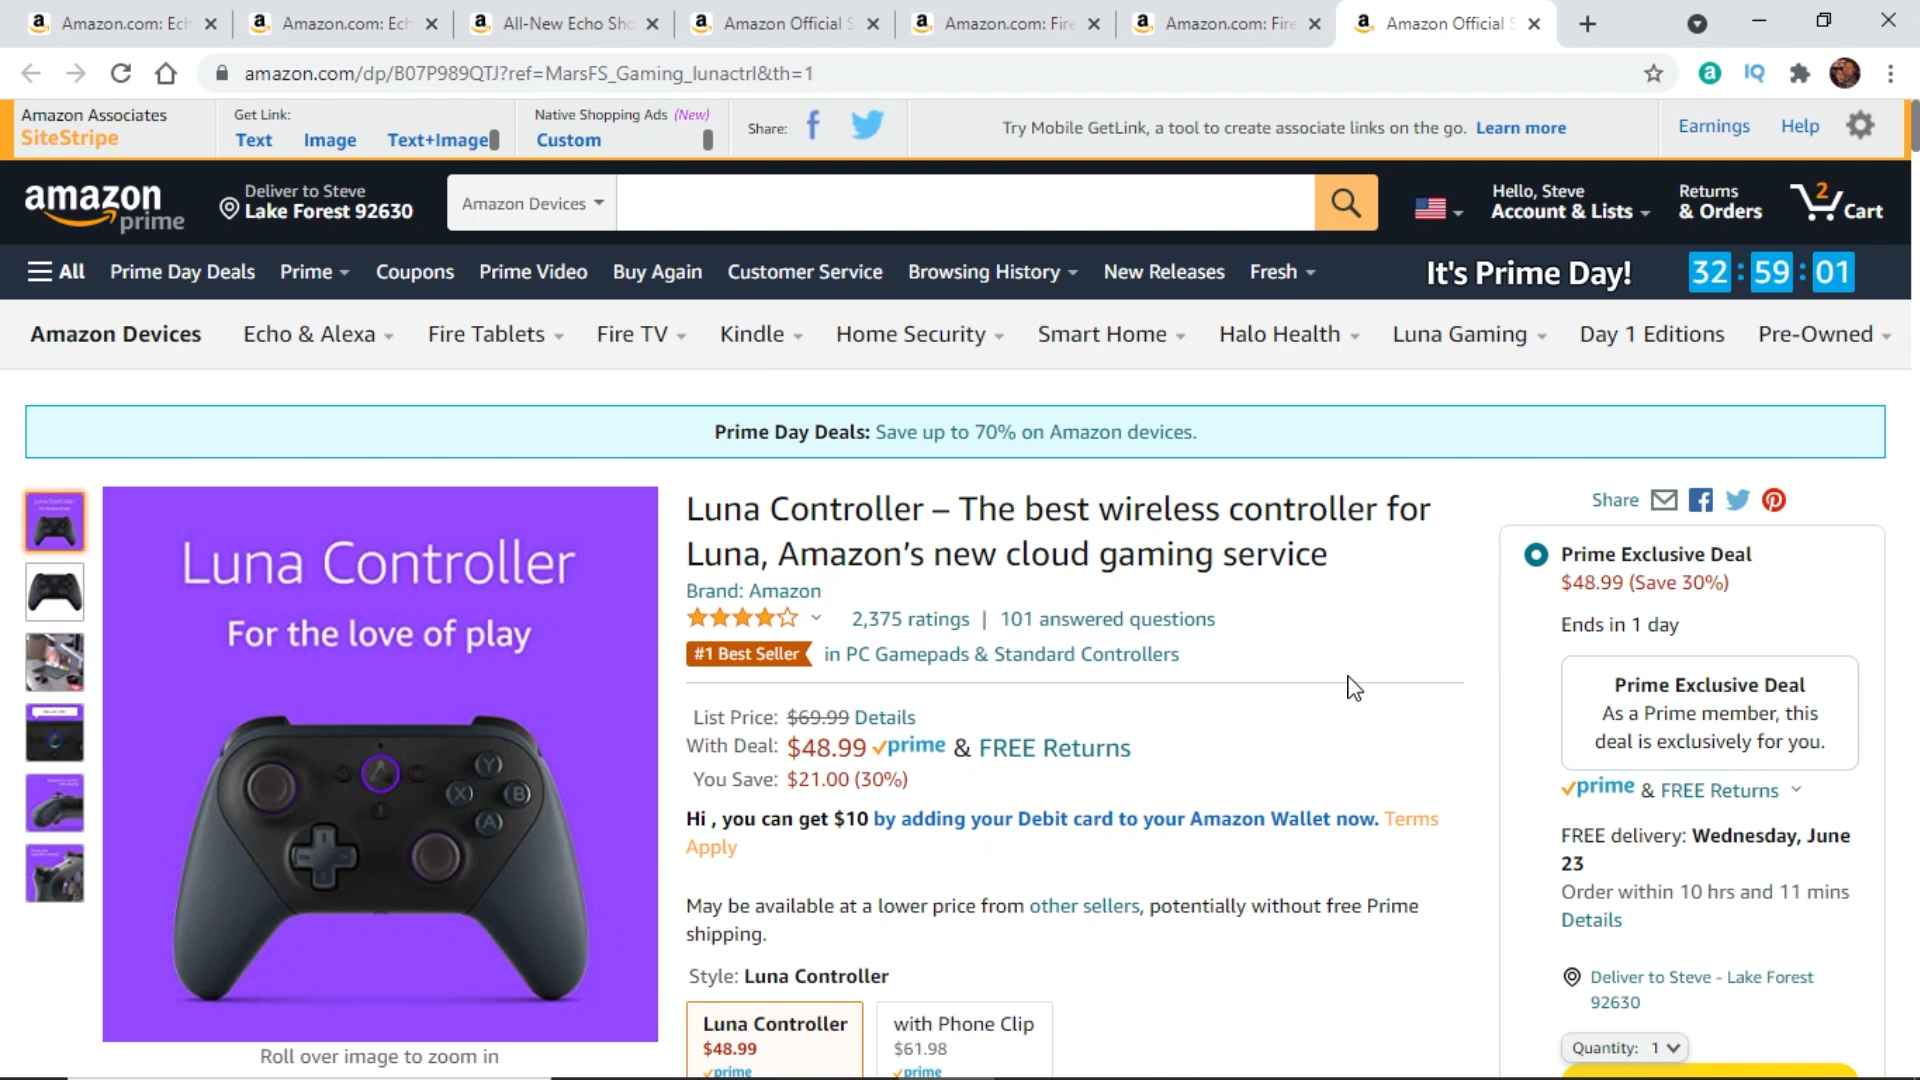 Amazon.com: Ech
Amazon.com: Ech
All-New Echo Sho
Amazon Official S
Amazon.com: Fire
Amazon.com: Fire
Amazon Official S
amazon.com/dp/B07P989QTJ?ref=MarsFS_Gaming_lunactrl&th=1
Amazon Associates
SiteStripe
Get Link:
Text Image Text+Image
Native Shopping Ads (New)
Custom
Share:
Try Mobile GetLink, a tool to create associate links on the go. Learn more
Earnings Help
amazon prime
Deliver to Steve
Lake Forest 92630
Amazon Devices
Hello, Steve
Account & Lists
Returns
& Orders
2
Cart
All Prime Day Deals Prime Coupons Prime Video Buy Again Customer Service Browsing History New Releases Fresh It's Prime Day! 32 : 59 : 01
Amazon Devices Echo & Alexa Fire Tablets Fire TV Kindle Home Security Smart Home Halo Health Luna Gaming Day 1 Editions Pre-Owned
Prime Day Deals: Save up to 70% on Amazon devices.
Luna Controller
For the love of play
Y
X
B
A
Roll over image to zoom in
Luna Controller – The best wireless controller for
Luna, Amazon’s new cloud gaming service
Brand: Amazon
2,375 ratings | 101 answered questions
#1 Best Seller in PC Gamepads & Standard Controllers
List Price: $69.99 Details
With Deal: $48.99 prime & FREE Returns
You Save: $21.00 (30%)
Hi , you can get $10 by adding your Debit card to your Amazon Wallet now. Terms
Apply
May be available at a lower price from other sellers, potentially without free Prime
shipping.
Style: Luna Controller
Luna Controller
$48.99
prime
with Phone Clip
$61.98
prime
Share
Prime Exclusive Deal
$48.99 (Save 30%)
Ends in 1 day
Prime Exclusive Deal
As a Prime member, this
deal is exclusively for you.
prime & FREE Returns
FREE delivery: Wednesday, June
23
Order within 10 hrs and 11 mins
Details
Deliver to Steve - Lake Forest
92630
Quantity: 1